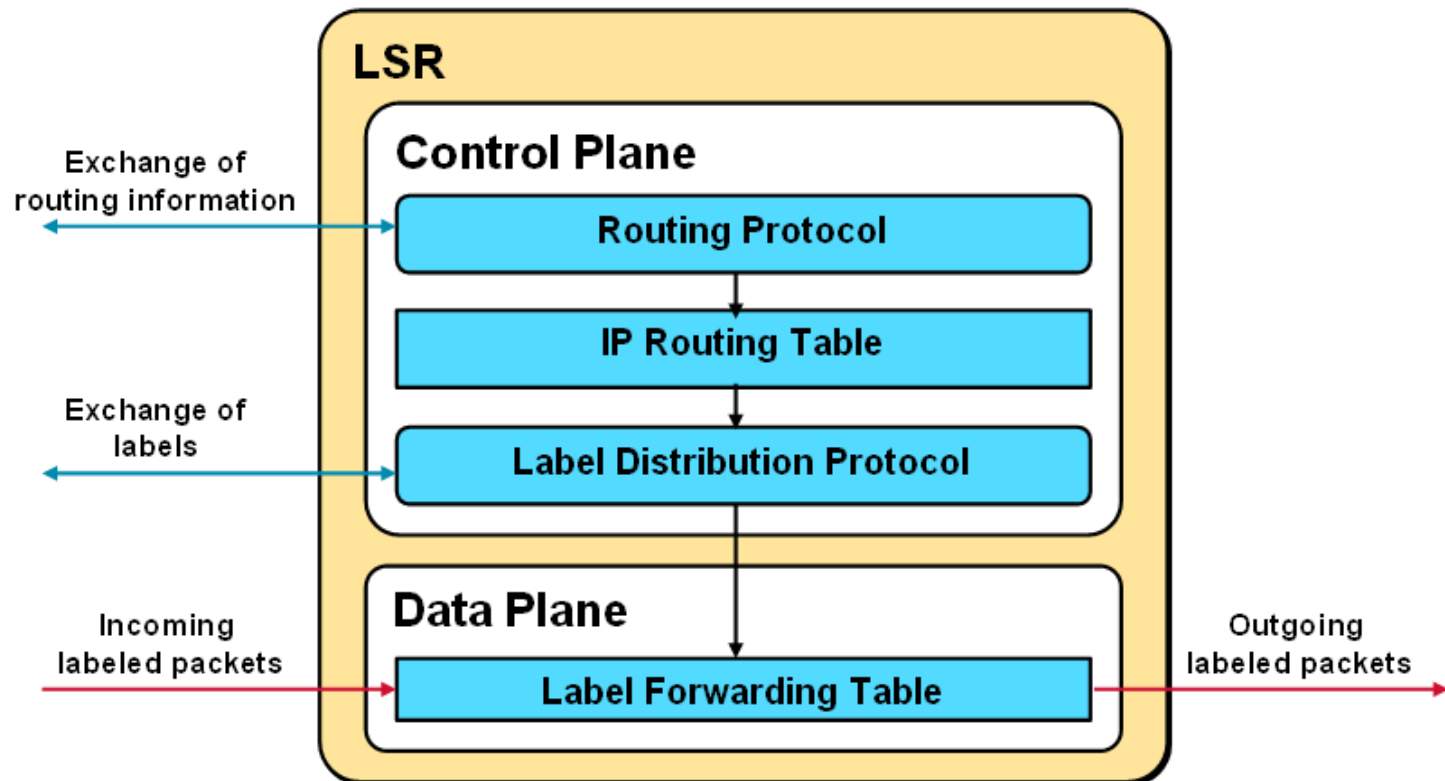 LSR
Control Plane
Exchange of
routing information
Routing Protocol
IP Routing Table
Exchange of
labels
Label Distribution Protocol
Data Plane
Incoming
labeled packets
Label Forwarding Table
Outgoing
labeled packets